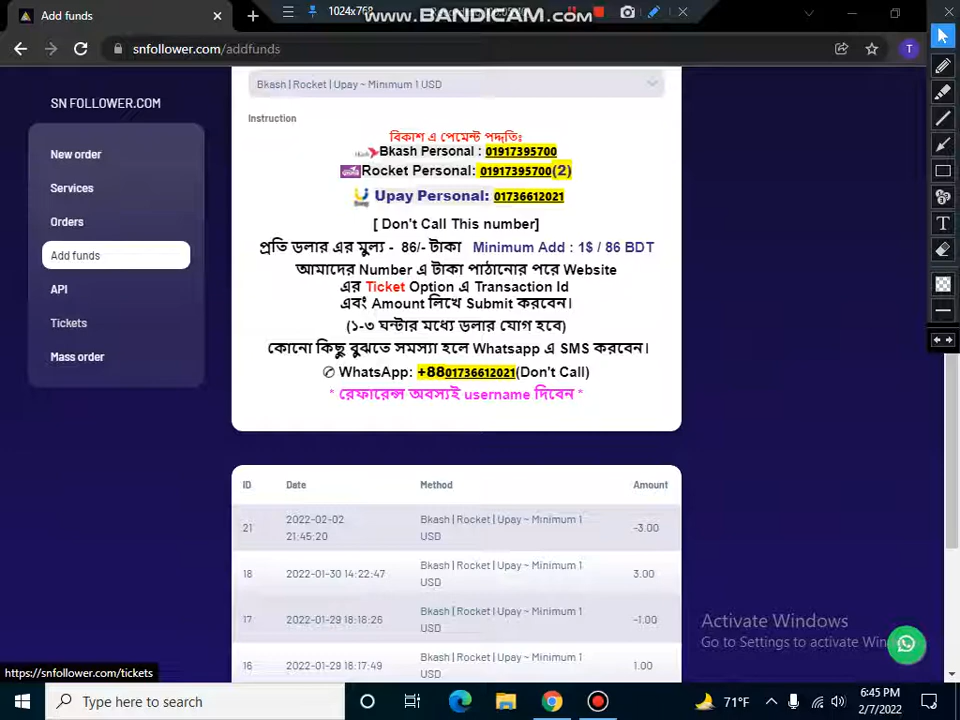 Add funds
1024x768
www.BANDICAM.com
snfollower.com/addfunds
T
SN FOLLOWER.COM
New order
Services
Orders
Add funds
API
Tickets
Mass order
Bkash | Rocket | Upay ~ Minimum 1 USD
Instruction
বিকাশ এ পেমেন্ট পদ্দতিঃ
Bkash Personal : 01917395700
Rocket Personal: 01917395700(2)
Upay Personal: 01736612021
[ Don't Call This number]
প্রতি ডলার এর মুল্য - 86/- টাকা Minimum Add : 1$ / 86 BDT
আমাদের Number এ টাকা পাঠানোর পরে Website
এর Ticket Option এ Transaction Id
এবং Amount লিখে Submit করবেন।
(১-৩ ঘন্টার মধ্যে ডলার যোগ হবে)
কোনো কিছু বুঝতে সমস্যা হলে Whatsapp এ SMS করবেন।
✆ WhatsApp: +8801736612021(Don't Call)
* রেফারেন্স অবস্যই username দিবেন *
ID Date Method Amount
21 2022-02-02 21:45:20 Bkash | Rocket | Upay ~ Minimum 1 USD -3.00
18 2022-01-30 14:22:47 Bkash | Rocket | Upay ~ Minimum 1 USD 3.00
17 2022-01-29 18:18:26 Bkash | Rocket | Upay ~ Minimum 1 USD -1.00
16 2022-01-29 18:17:49 Bkash | Rocket | Upay ~ Minimum 1 USD 1.00
Activate Windows
Go to Settings to activate
https://snfollower.com/tickets
Type here to search
71°F
6:45 PM
2/7/2022